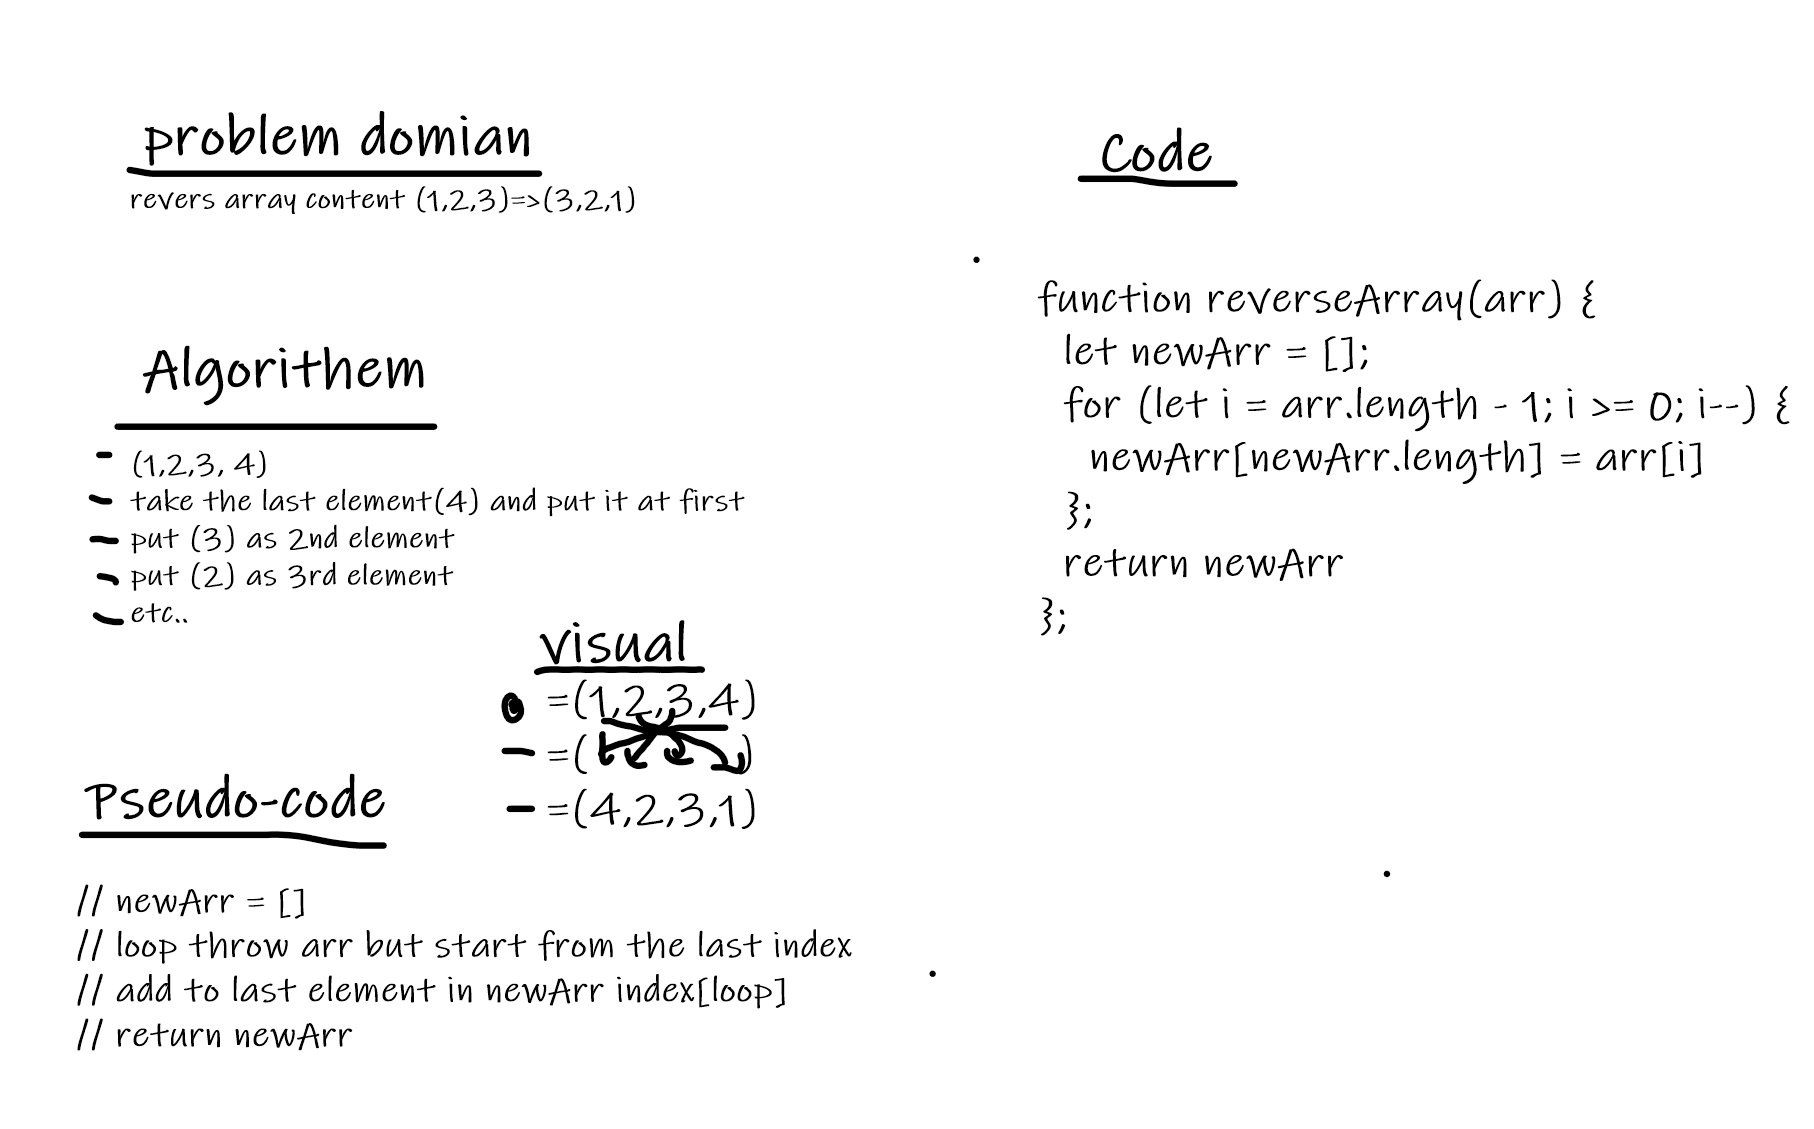 problem domian
revers array content (1,2,3)=>(3,2,1)
Algorithem
- (1,2,3, 4)
- take the last element(4) and put it at first
- put (3) as 2nd element
- put (2) as 3rd element
- etc..
visual
=(1,2,3,4)
- =( )
- =(4,2,3,1)
Pseudo-code
// newArr = []
// loop throw arr but start from the last index
// add to last element in newArr index[loop]
// return newArr
Code
function reverseArray(arr) {
let newArr = [];
for (let i = arr.length - 1; i >= 0; i--) {
newArr[newArr.length] = arr[i]
};
return newArr
};